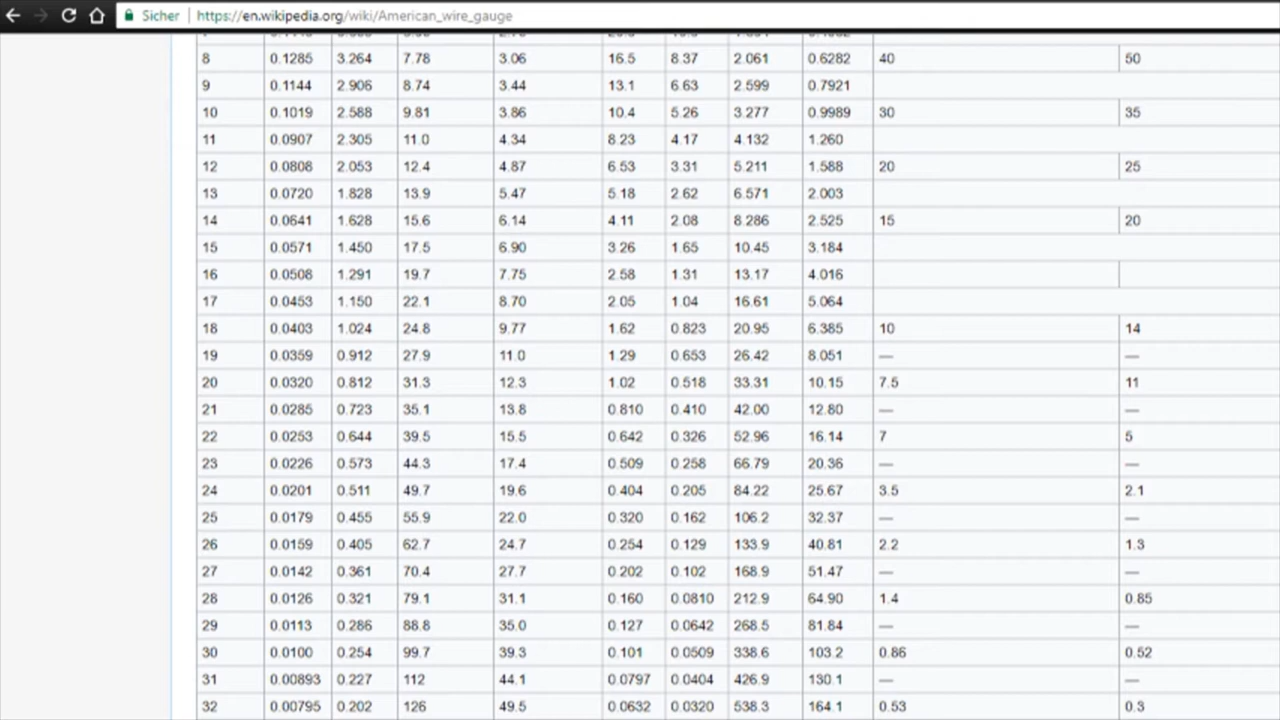 Sicher https://en.wikipedia.org/wiki/American_wire_gauge
8 0.1285 3.264 7.78 3.06 16.5 8.37 2.061 0.6282 40 50
9 0.1144 2.906 8.74 3.44 13.1 6.63 2.599 0.7921
10 0.1019 2.588 9.81 3.86 10.4 5.26 3.277 0.9989 30 35
11 0.0907 2.305 11.0 4.34 8.23 4.17 4.132 1.260
12 0.0808 2.053 12.4 4.87 6.53 3.31 5.211 1.588 20 25
13 0.0720 1.828 13.9 5.47 5.18 2.62 6.571 2.003
14 0.0641 1.628 15.6 6.14 4.11 2.08 8.286 2.525 15 20
15 0.0571 1.450 17.5 6.90 3.26 1.65 10.45 3.184
16 0.0508 1.291 19.7 7.75 2.58 1.31 13.17 4.016
17 0.0453 1.150 22.1 8.70 2.05 1.04 16.61 5.064
18 0.0403 1.024 24.8 9.77 1.62 0.823 20.95 6.385 10 14
19 0.0359 0.912 27.9 11.0 1.29 0.653 26.42 8.051 — —
20 0.0320 0.812 31.3 12.3 1.02 0.518 33.31 10.15 7.5 11
21 0.0285 0.723 35.1 13.8 0.810 0.410 42.00 12.80 — —
22 0.0253 0.644 39.5 15.5 0.642 0.326 52.96 16.14 7 5
23 0.0226 0.573 44.3 17.4 0.509 0.258 66.79 20.36 — —
24 0.0201 0.511 49.7 19.6 0.404 0.205 84.22 25.67 3.5 2.1
25 0.0179 0.455 55.9 22.0 0.320 0.162 106.2 32.37 — —
26 0.0159 0.405 62.7 24.7 0.254 0.129 133.9 40.81 2.2 1.3
27 0.0142 0.361 70.4 27.7 0.202 0.102 168.9 51.47 — —
28 0.0126 0.321 79.1 31.1 0.160 0.0810 212.9 64.90 1.4 0.85
29 0.0113 0.286 88.8 35.0 0.127 0.0642 268.5 81.84 — —
30 0.0100 0.254 99.7 39.3 0.101 0.0509 338.6 103.2 0.86 0.52
31 0.00893 0.227 112 44.1 0.0797 0.0404 426.9 130.1 — —
32 0.00795 0.202 126 49.5 0.0632 0.0320 538.3 164.1 0.53 0.3